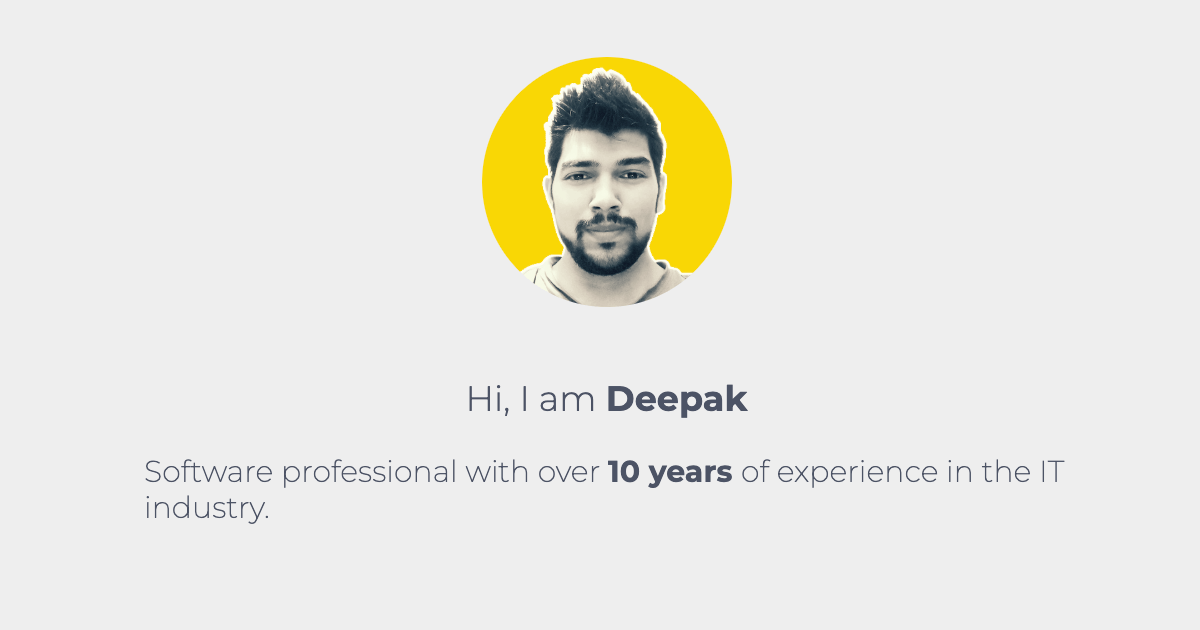 Hi, I am Deepak
Software professional with over 10 years of experience in the IT
industry.